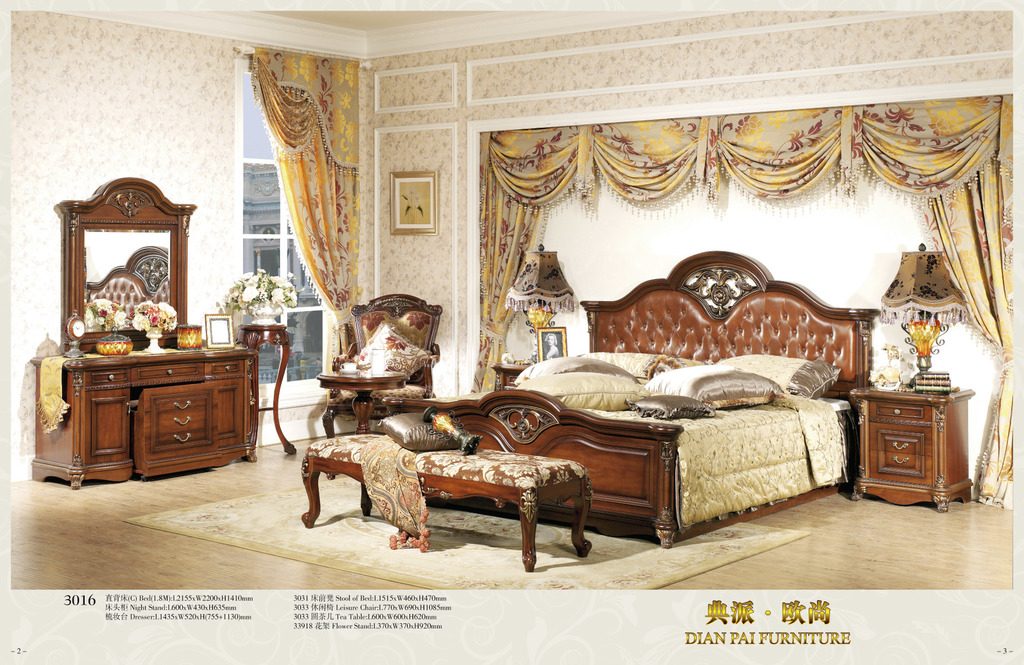 3016 直背床(C) Bed(1.8M):L2155xW2200xH1410mm
床头柜 Night Stand:L600xW430xH635mm
梳妆台 Dresser:L1435xW520xH(755+1130)mm
3031 床前凳 Stool of Bed:L1515xW460xH470mm
3033 休闲椅 Leisure Chair:L770xW690xH1085mm
3033 圆茶几 Tea Table:L600xW600xH620mm
33918 花架 Flower Stand:L370xW370xH920mm
典派·欧尚
DIAN PAI FURNITURE
- 2 -
- 3 -